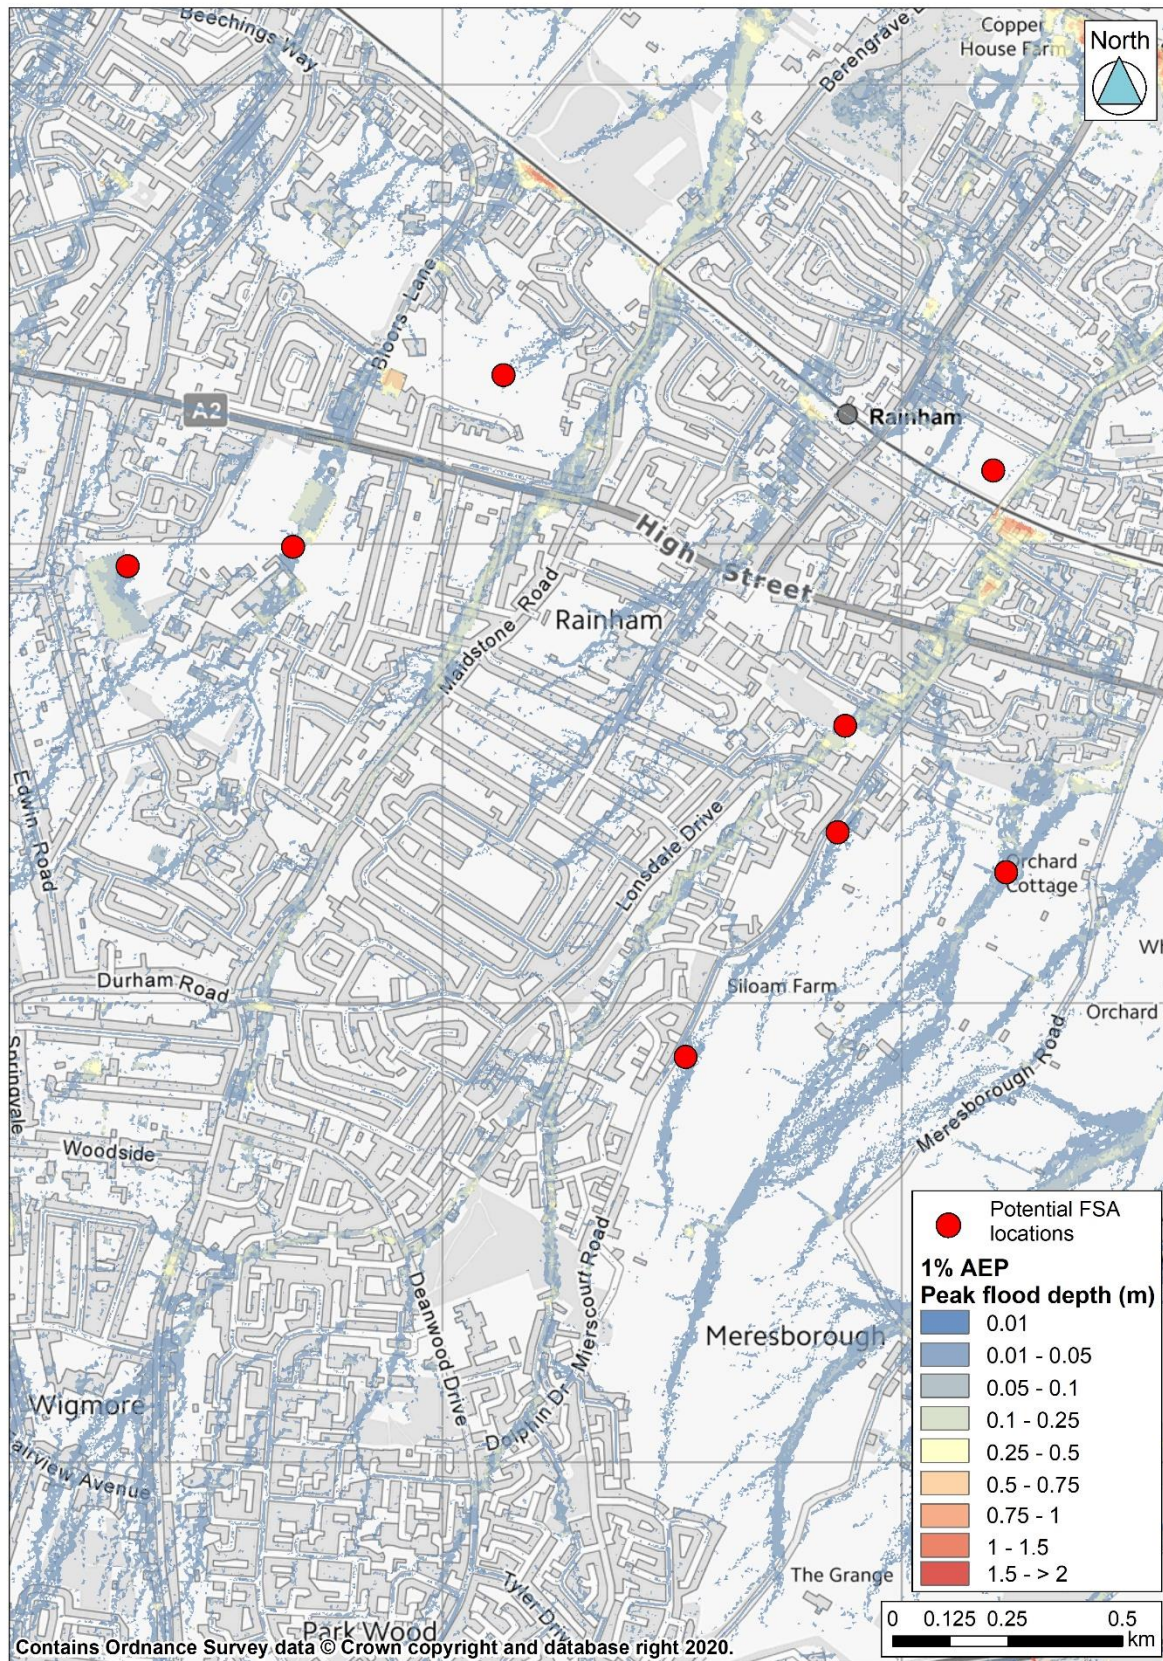 Beechings Way
Berengrave
Copper
House Farm
North
Bloors Lane
A2
Rainham
High Street
Maidstone Road
Rainham
Edwin Road
Lonsdale Drive
Orchard
Cottage
Durham Road
Siloam Farm
Orchard
Springvale
Meresborough Road
Woodside
Deanwood Drive
Mierscourt Road
Meresborough
Wigmore
Dolphin Dr
Fairview Avenue
The Grange
Tyler Drive
Park Wood
Potential FSA
locations
1% AEP
Peak flood depth (m)
0.01
0.01 - 0.05
0.05 - 0.1
0.1 - 0.25
0.25 - 0.5
0.5 - 0.75
0.75 - 1
1 - 1.5
1.5 - > 2
0 0.125 0.25 0.5
km
Contains Ordnance Survey data © Crown copyright and database right 2020.